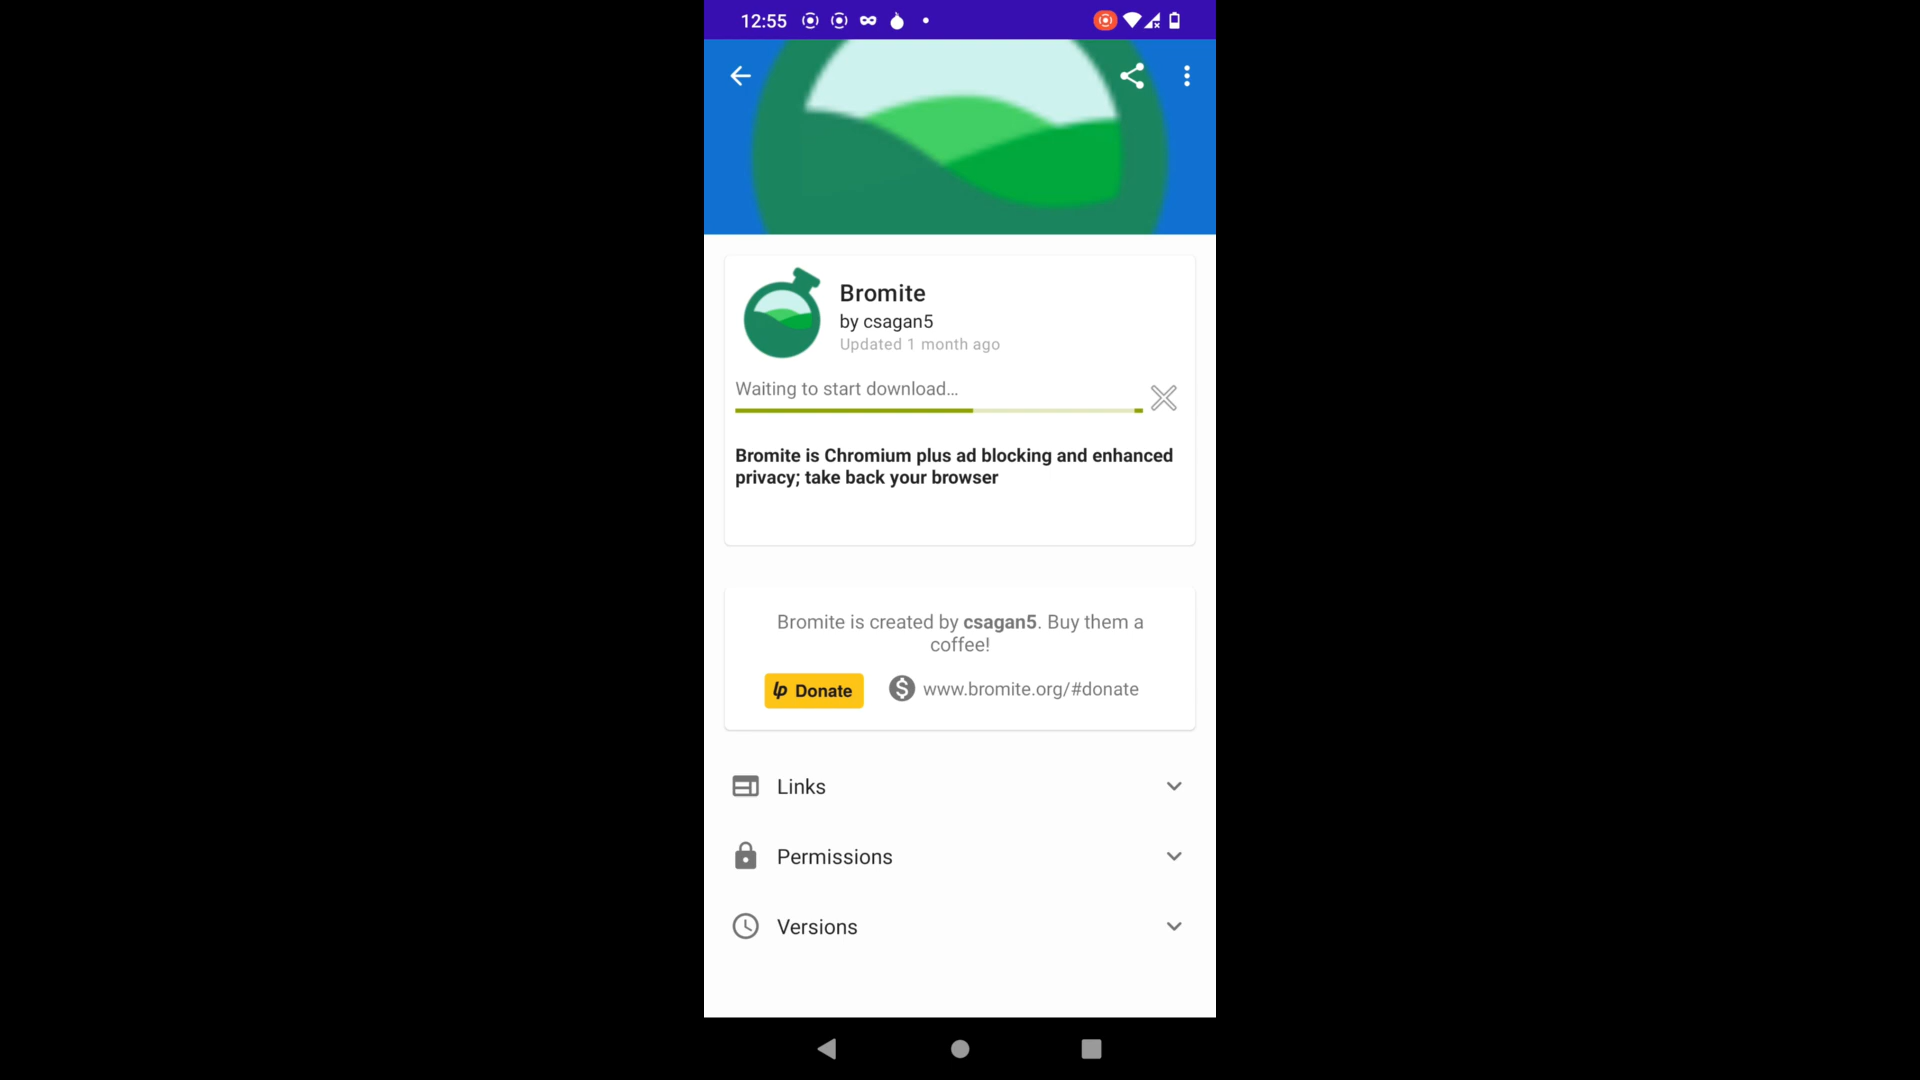 12:55
Bromite
by csagan5
Updated 1 month ago
Waiting to start download...
Bromite is Chromium plus ad blocking and enhanced
privacy; take back your browser
Bromite is created by csagan5. Buy them a
coffee!
lp Donate
$ www.bromite.org/#donate
Links
Permissions
Versions